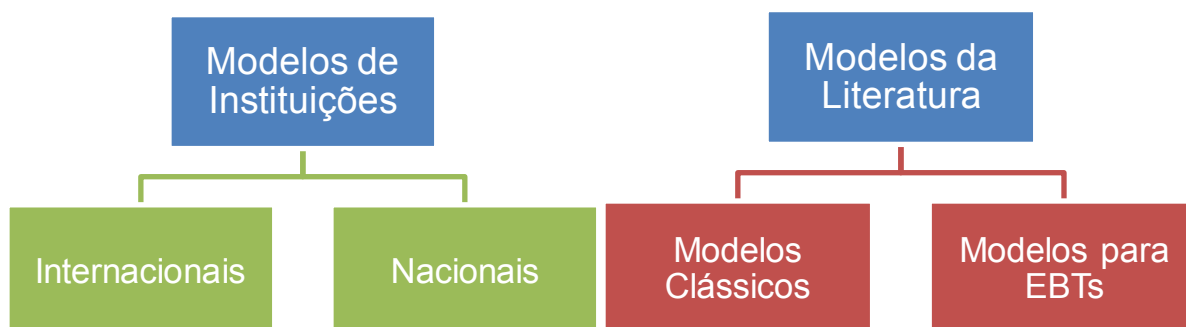 Modelos de
Instituições
Modelos da
Literatura
Internacionais
Nacionais
Modelos
Clássicos
Modelos para
EBTs